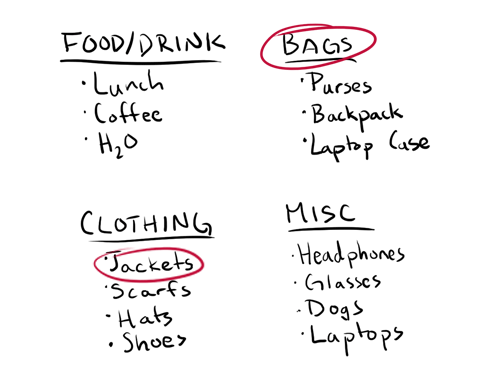 FOOD/DRINK
• Lunch
• Coffee
• H₂O
BAGS
• Purses
• Backpack
• Laptop Case
CLOTHING
• Jackets
• Scarfs
• Hats
• Shoes
MISC
• Headphones
• Glasses
• Dogs
• Laptops